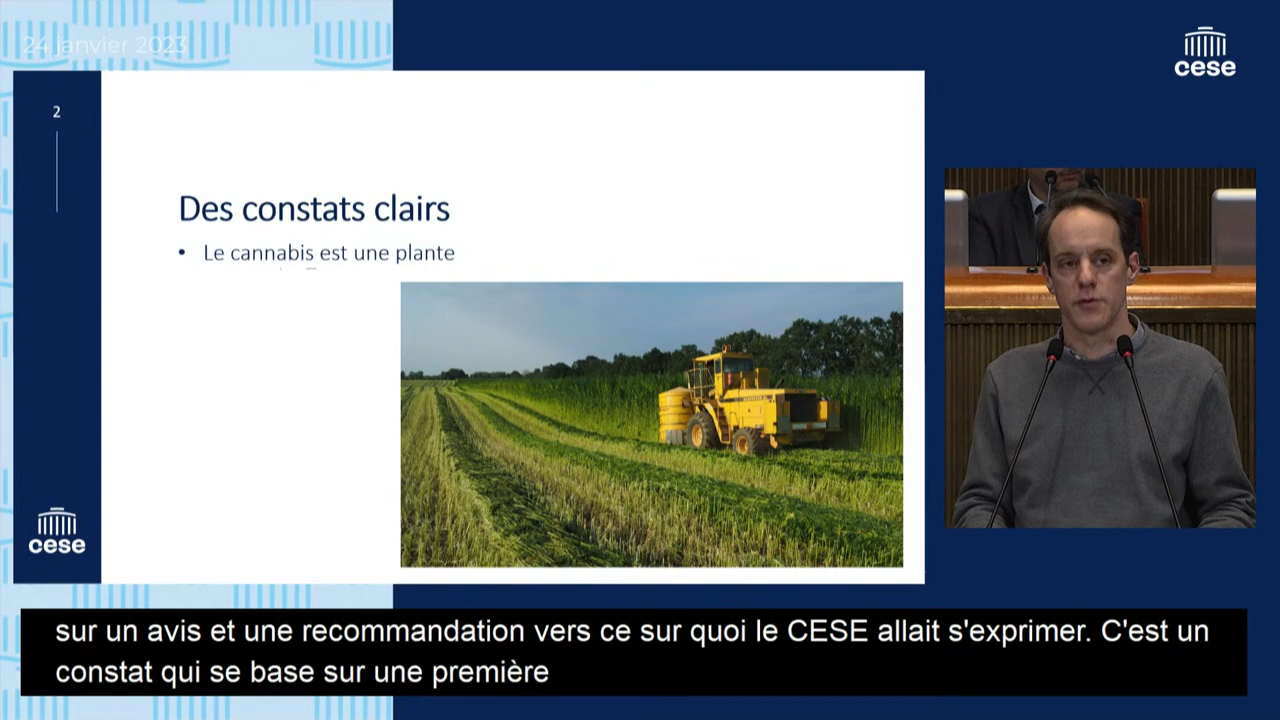 24 janvier 2023
cese
2
Des constats clairs
• Le cannabis est une plante
cese
sur un avis et une recommandation vers ce sur quoi le CESE allait s'exprimer. C'est un
constat qui se base sur une première